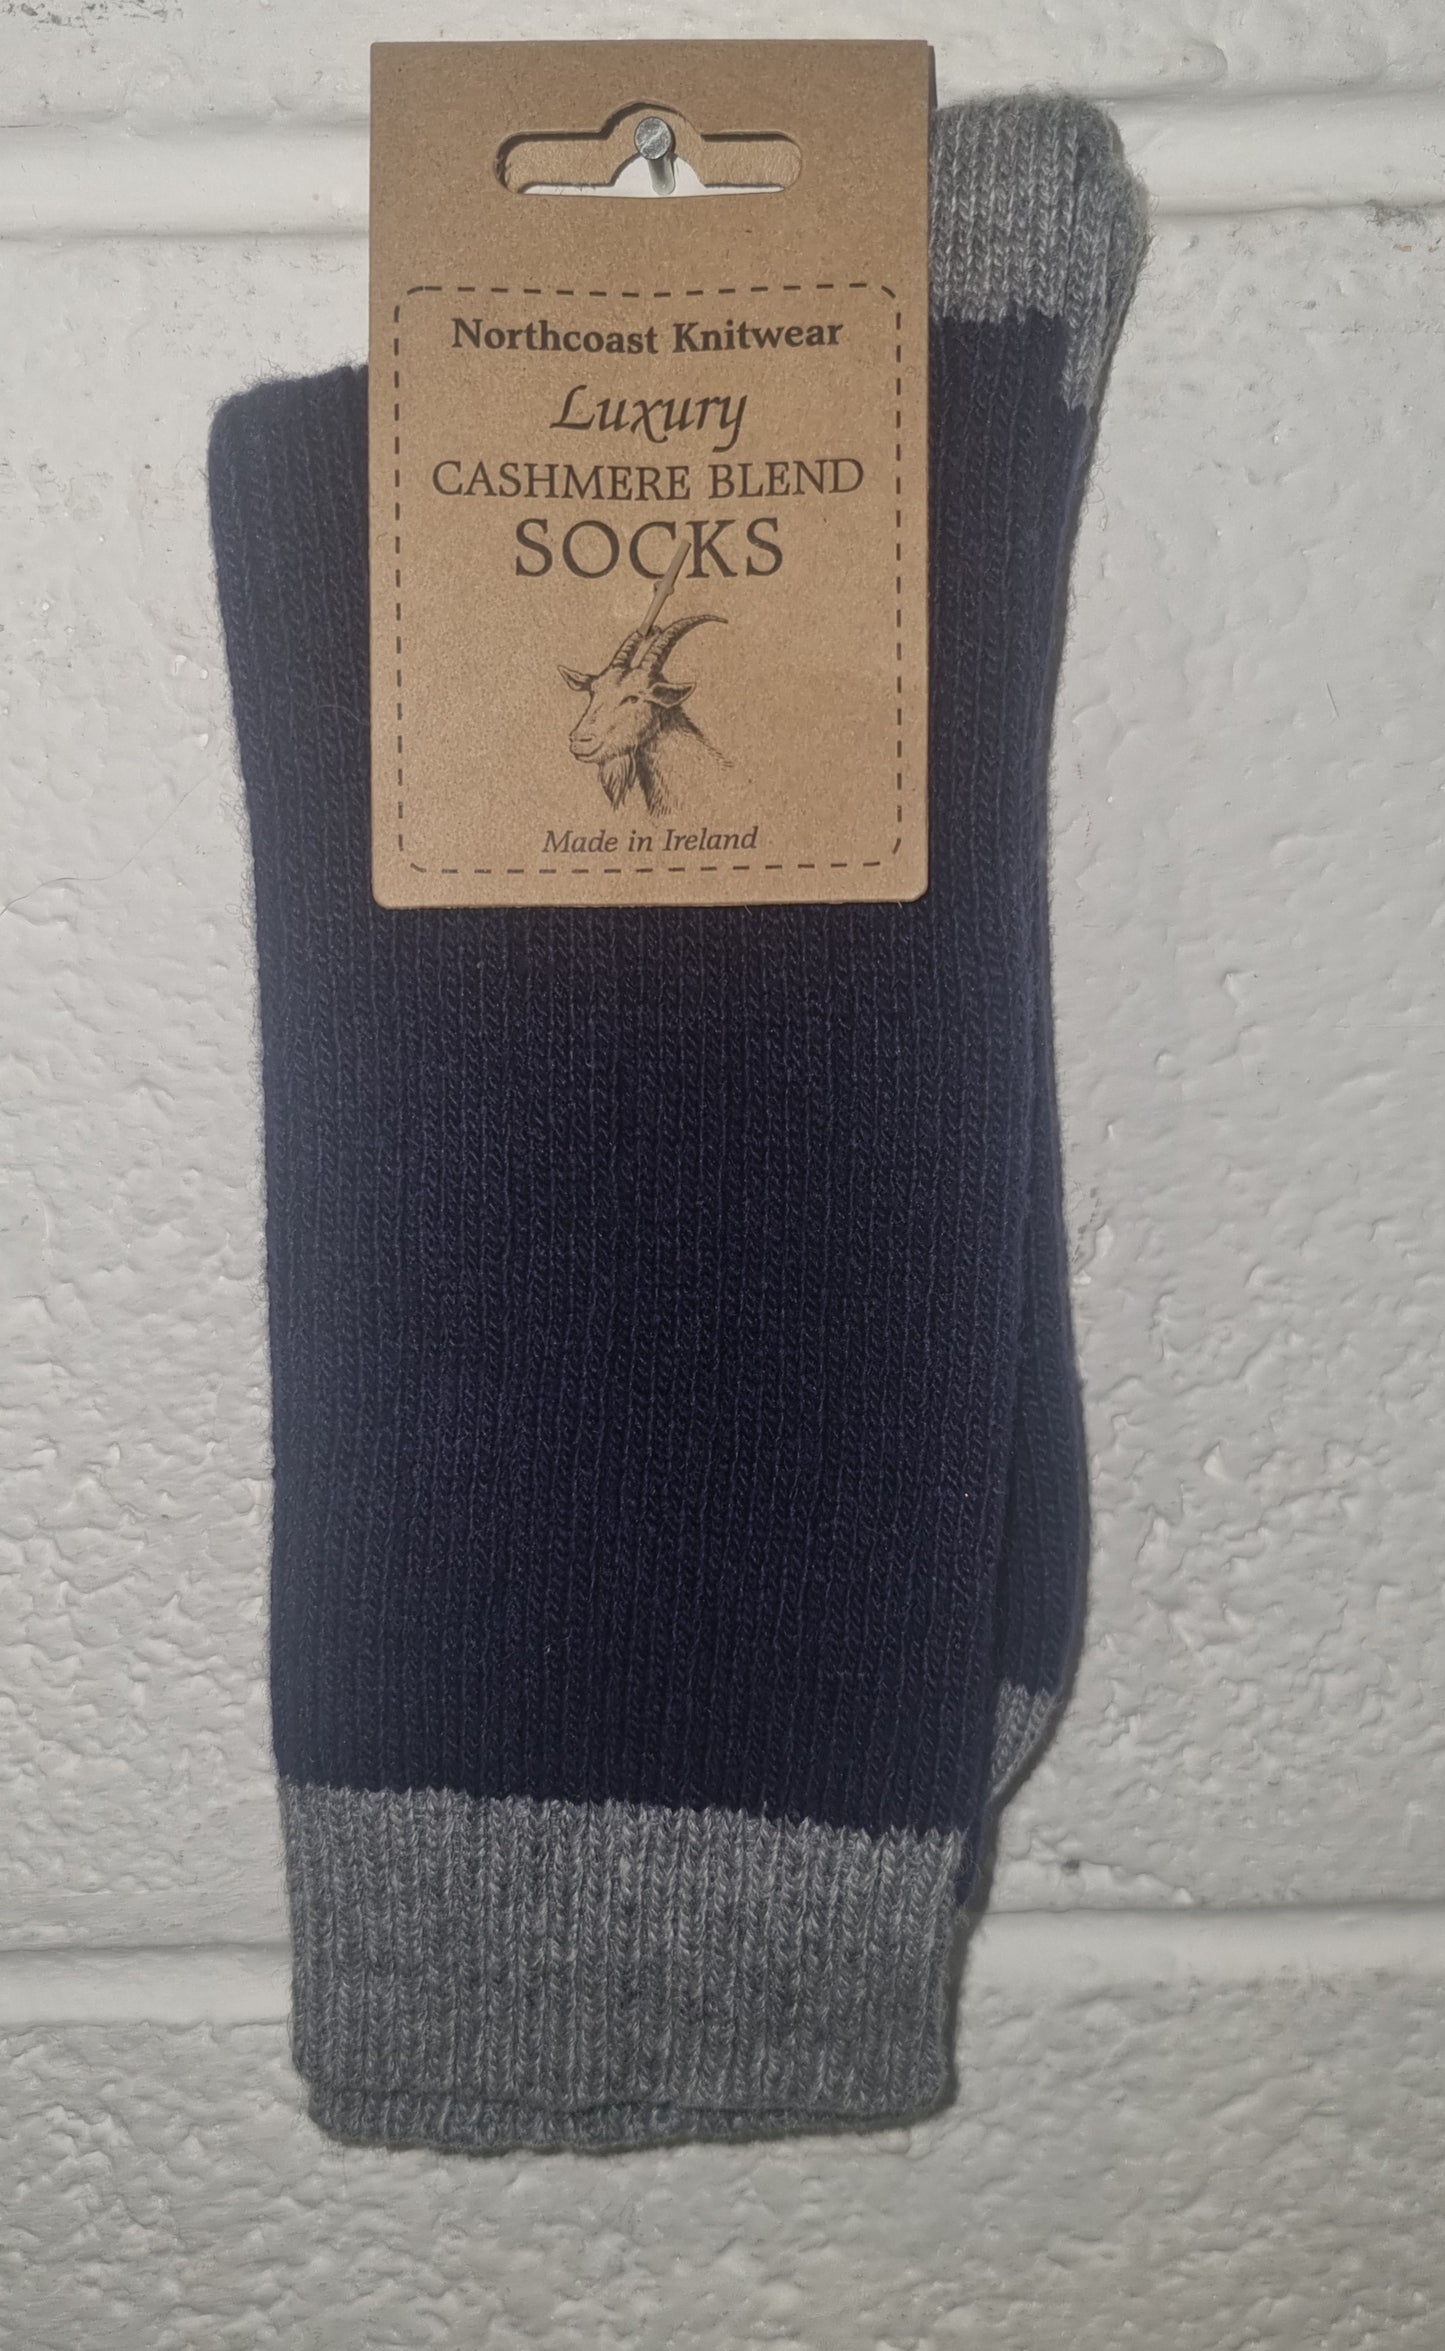 Northcoast Knitwear
Luxury
CASHMERE BLEND
SOCKS
Made in Ireland